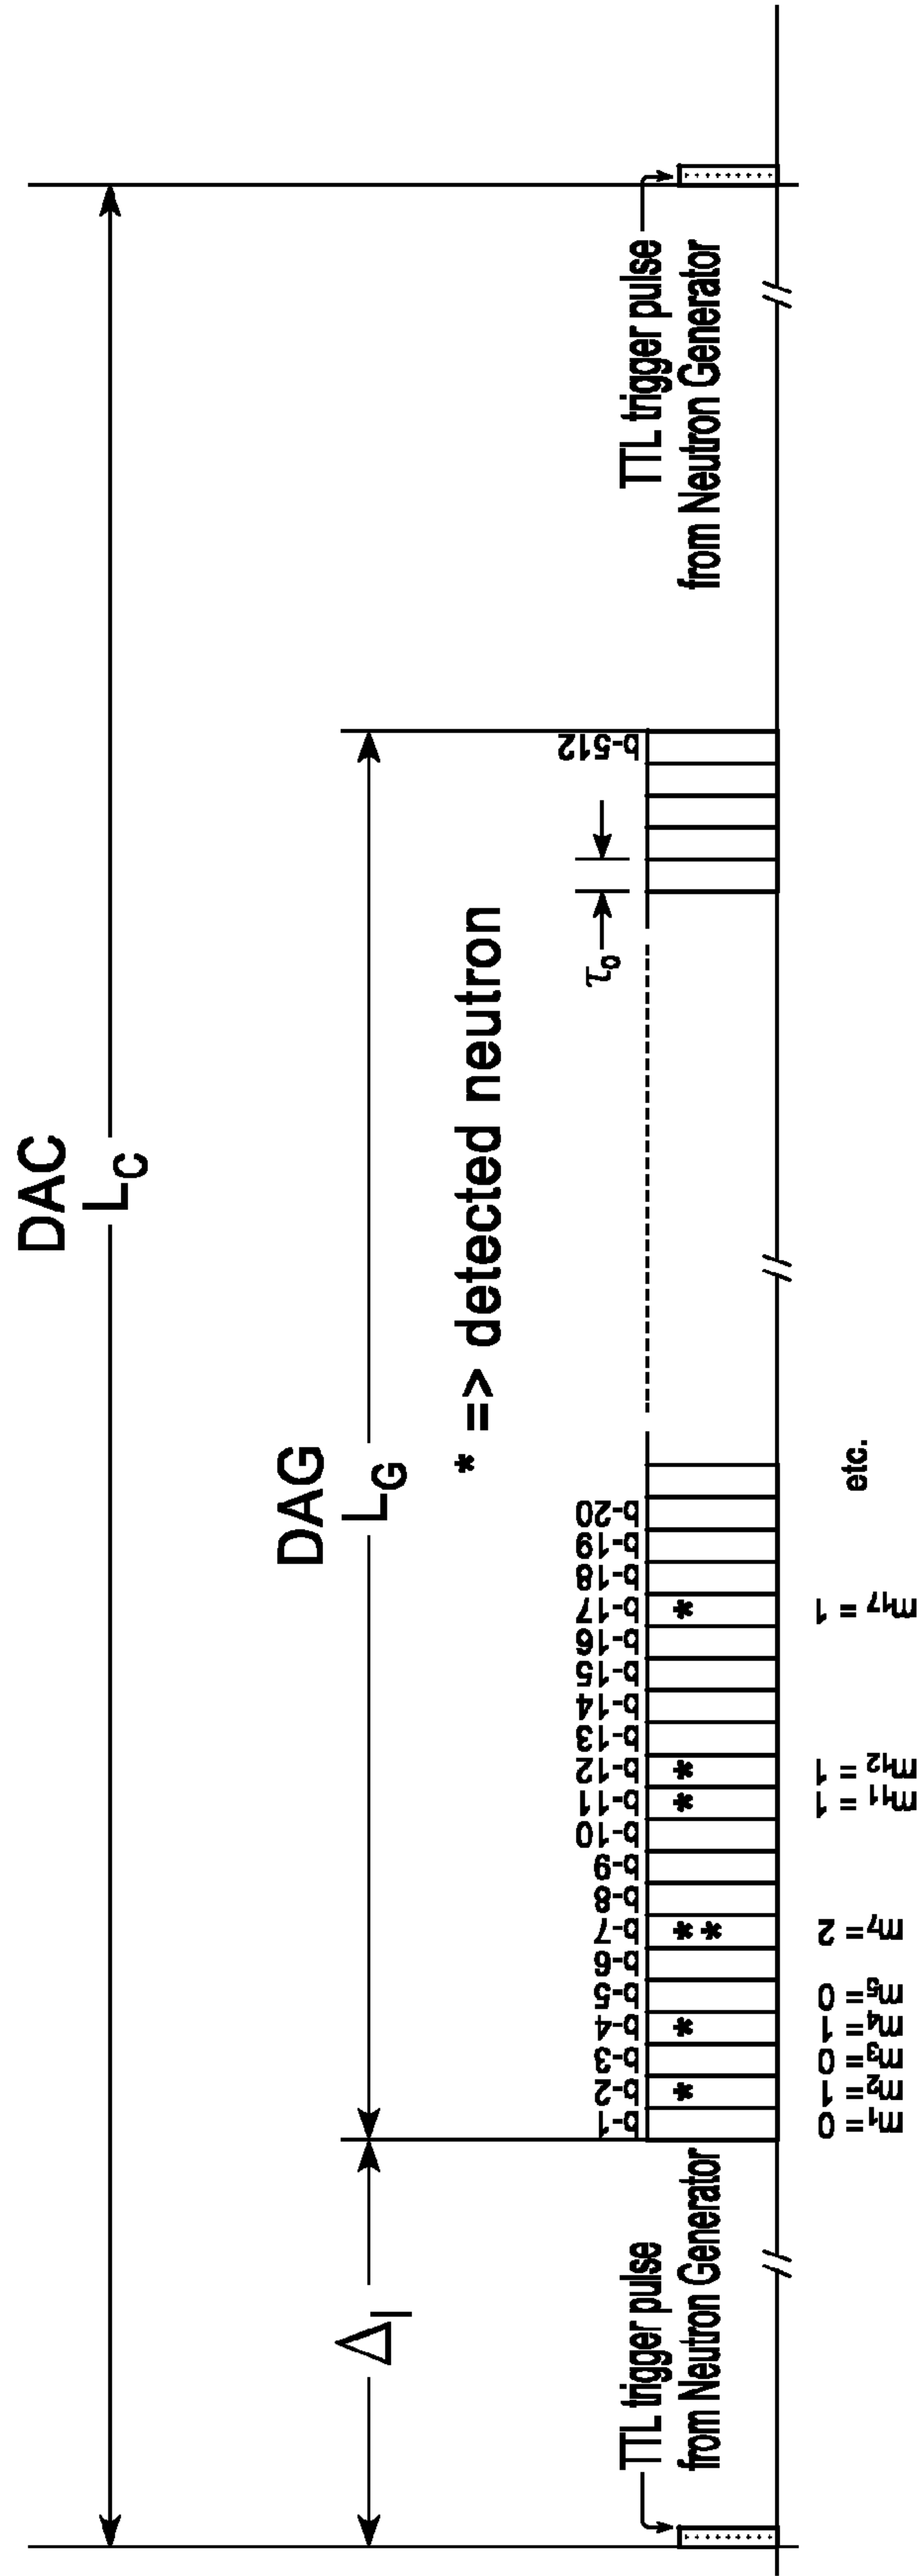 DAC
L_C
DAG
L_G
Δ_I
* => detected neutron
τ_o
TTL trigger pulse
from Neutron Generator
b-1
b-2
b-3
b-4
b-5
b-6
b-7
b-8
b-9
b-10
b-11
b-12
b-13
b-14
b-15
b-16
b-17
b-18
b-19
b-20
b-512
TTL trigger pulse
from Neutron Generator
*
*
**
*
*
*
m_1 = 0
m_2 = 1
m_3 = 0
m_4 = 1
m_5 = 0
m_7 = 2
m_11 = 1
m_12 = 1
m_17 = 1
etc.